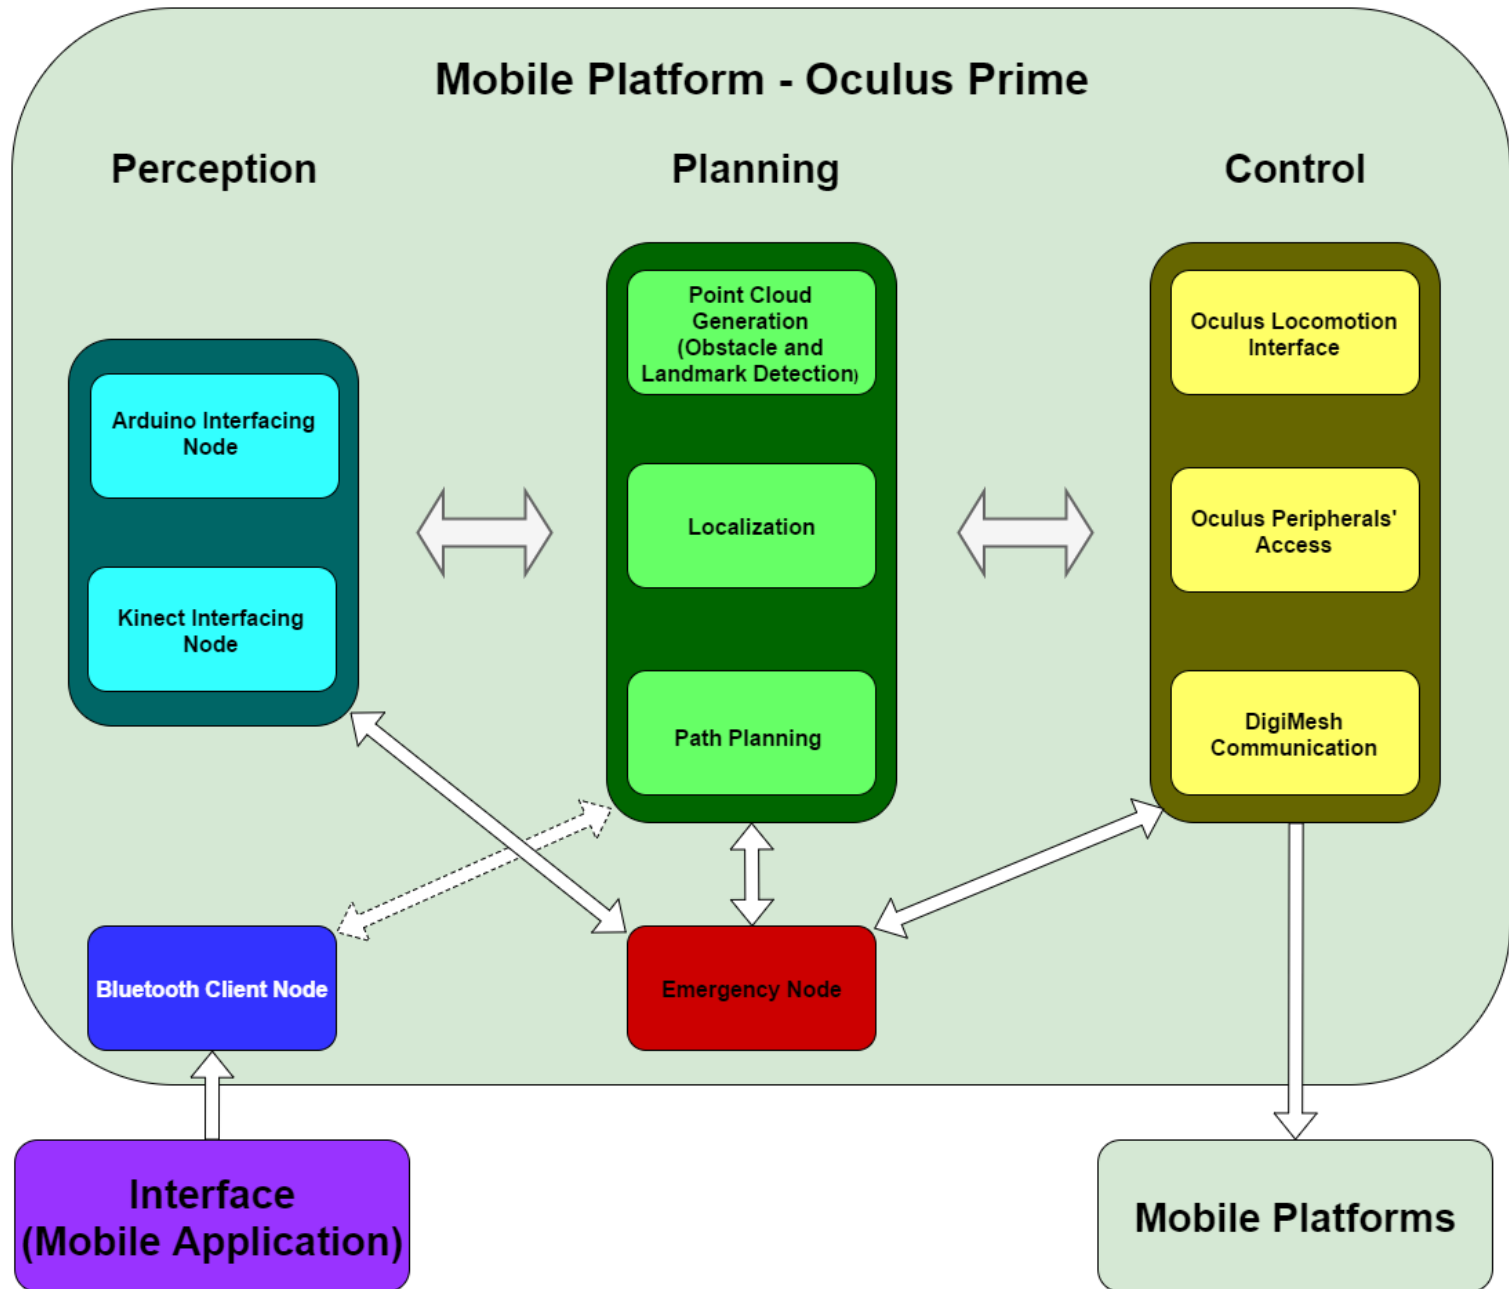 Mobile Platform - Oculus Prime
Perception
Planning
Control
Arduino Interfacing
Node
Kinect Interfacing
Node
Point Cloud
Generation
(Obstacle and
Landmark Detection)
Localization
Path Planning
Oculus Locomotion
Interface
Oculus Peripherals'
Access
DigiMesh
Communication
Bluetooth Client Node
Emergency Node
Interface
(Mobile Application)
Mobile Platforms